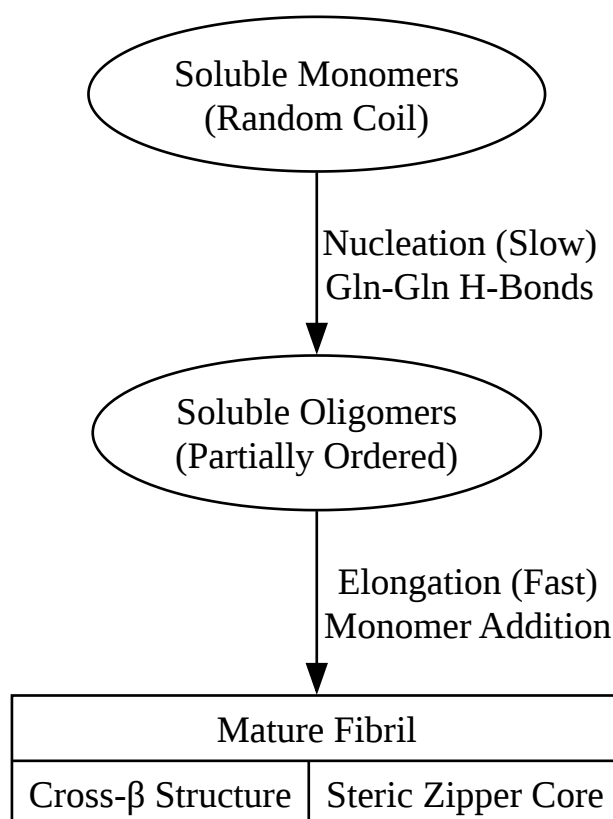 Soluble Monomers
(Random Coil)
Nucleation (Slow)
Gln-Gln H-Bonds
Soluble Oligomers
(Partially Ordered)
Elongation (Fast)
Monomer Addition
Mature Fibril
Cross-β Structure
Steric Zipper Core